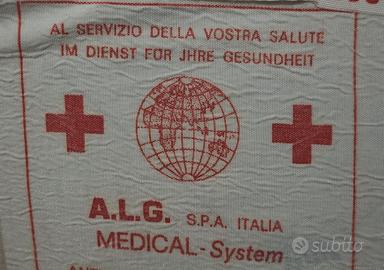 AL SERVIZIO DELLA VOSTRA SALUTE
IM DIENST FÜR JHRE GESUNDHEIT
A.L.G. S.P.A. ITALIA
MEDICAL-System
subito